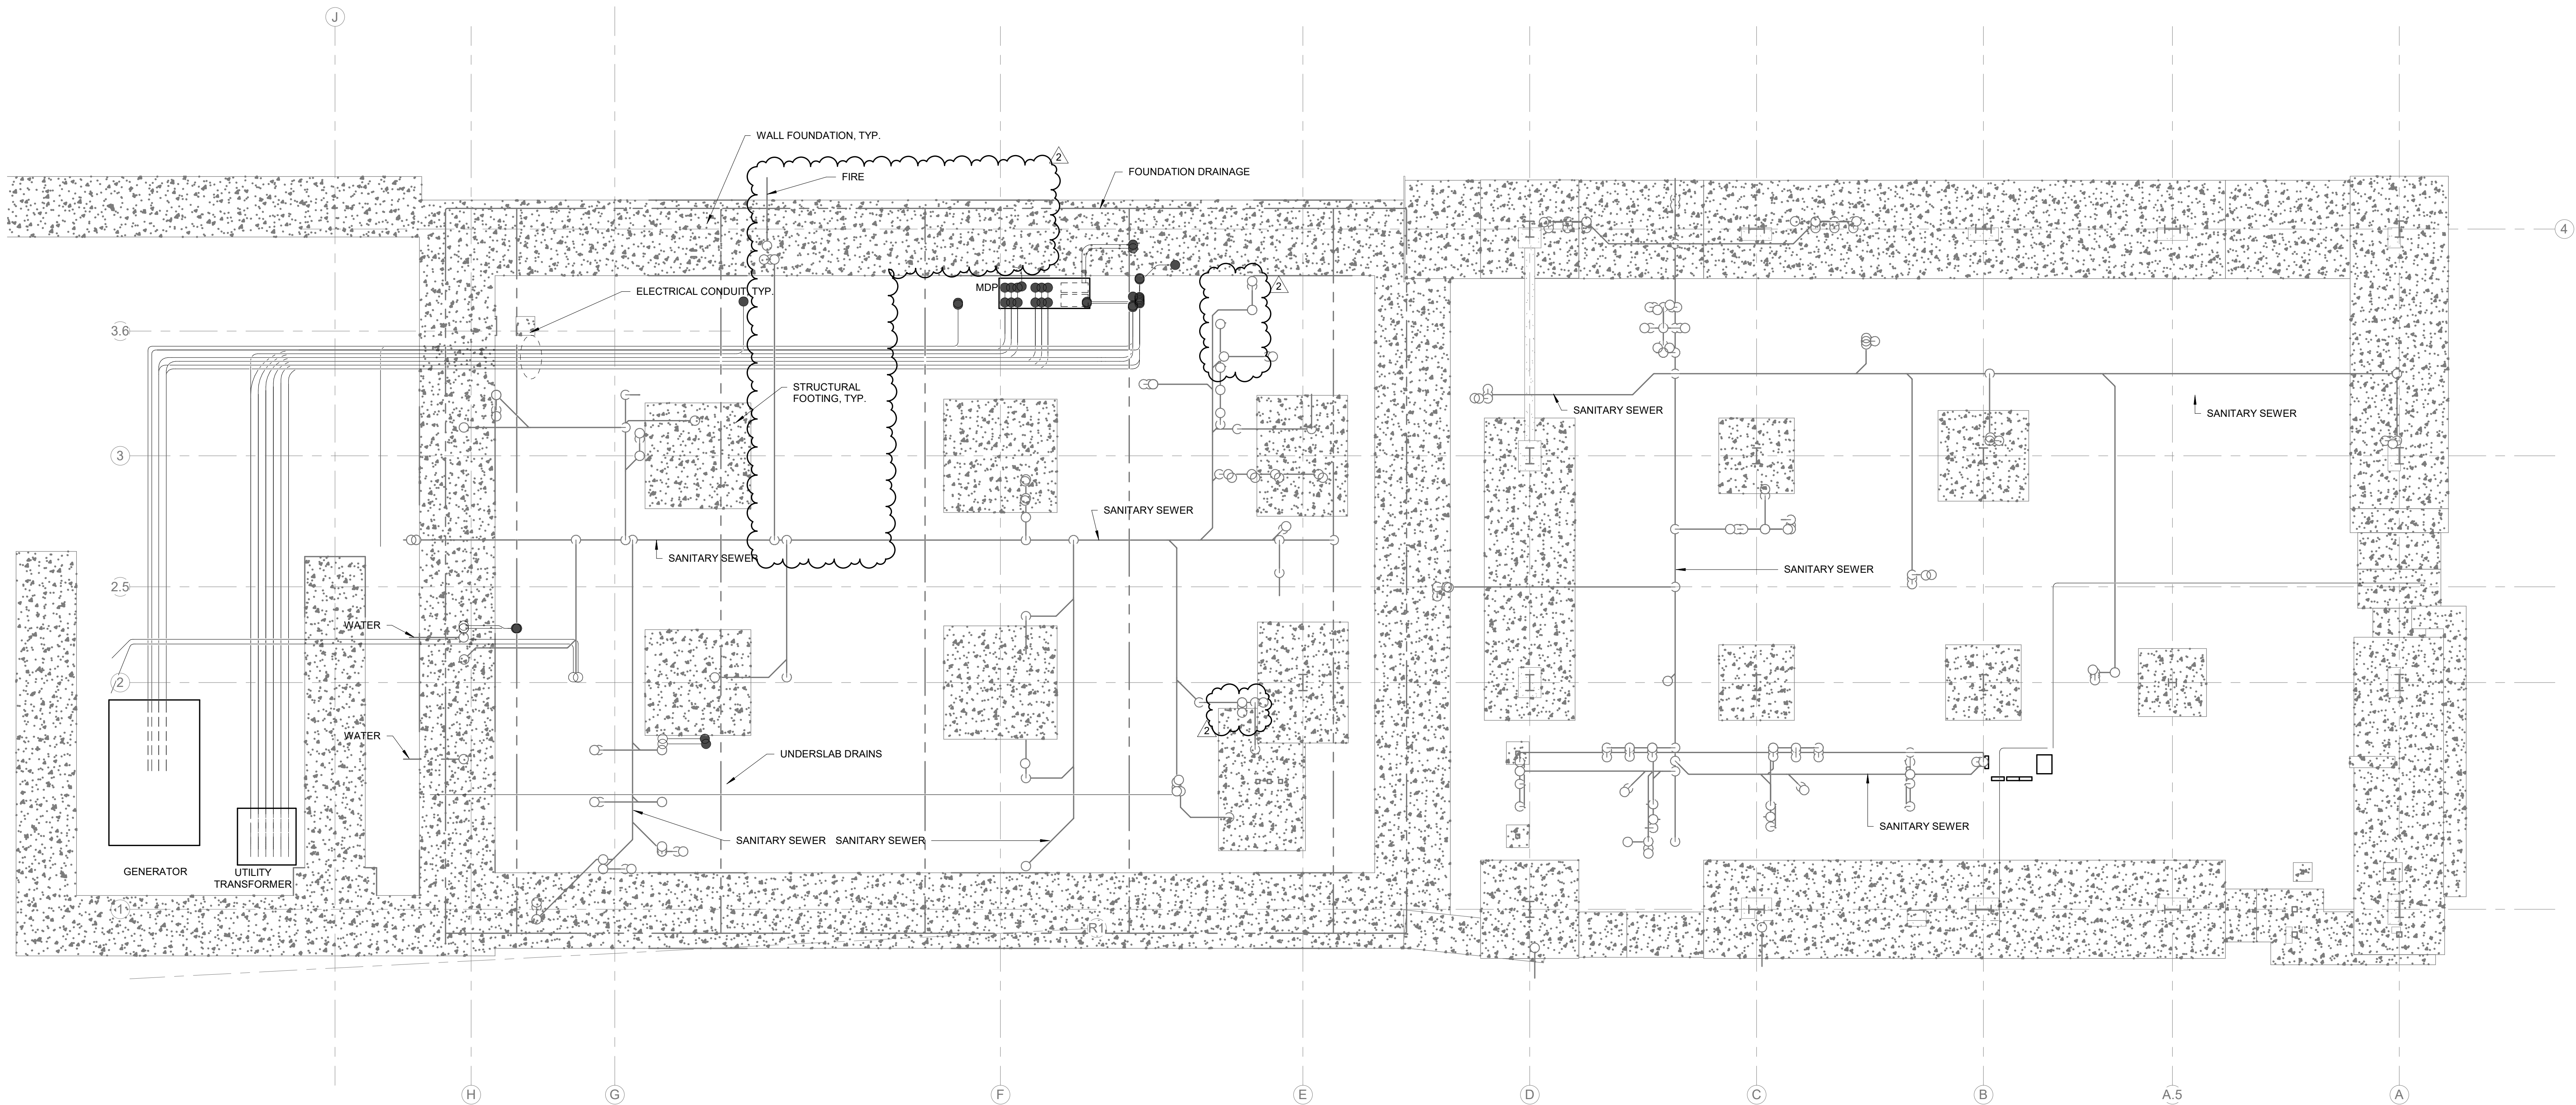 J
2
WALL FOUNDATION, TYP.
FIRE
FOUNDATION DRAINAGE
4
ELECTRICAL CONDUIT, TYP.
MDP
2
3.6
STRUCTURAL
FOOTING, TYP.
SANITARY SEWER
SANITARY SEWER
3
SANITARY SEWER
SANITARY SEWER
SANITARY SEWER
2.5
WATER
2
2
WATER
UNDERSLAB DRAINS
SANITARY SEWER
SANITARY SEWER
SANITARY SEWER
GENERATOR
UTILITY
TRANSFORMER
1
R1
H
G
F
E
D
C
B
A.5
A